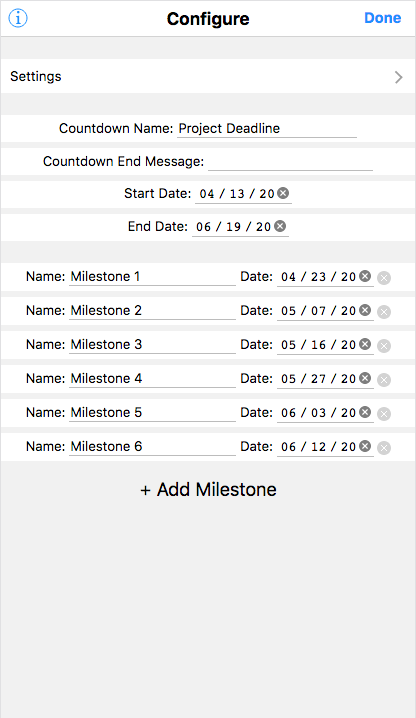 Configure Done
Settings
Countdown Name: Project Deadline
Countdown End Message:
Start Date: 04 / 13 / 20
End Date: 06 / 19 / 20
Name: Milestone 1 Date: 04 / 23 / 20
Name: Milestone 2 Date: 05 / 07 / 20
Name: Milestone 3 Date: 05 / 16 / 20
Name: Milestone 4 Date: 05 / 27 / 20
Name: Milestone 5 Date: 06 / 03 / 20
Name: Milestone 6 Date: 06 / 12 / 20
+ Add Milestone